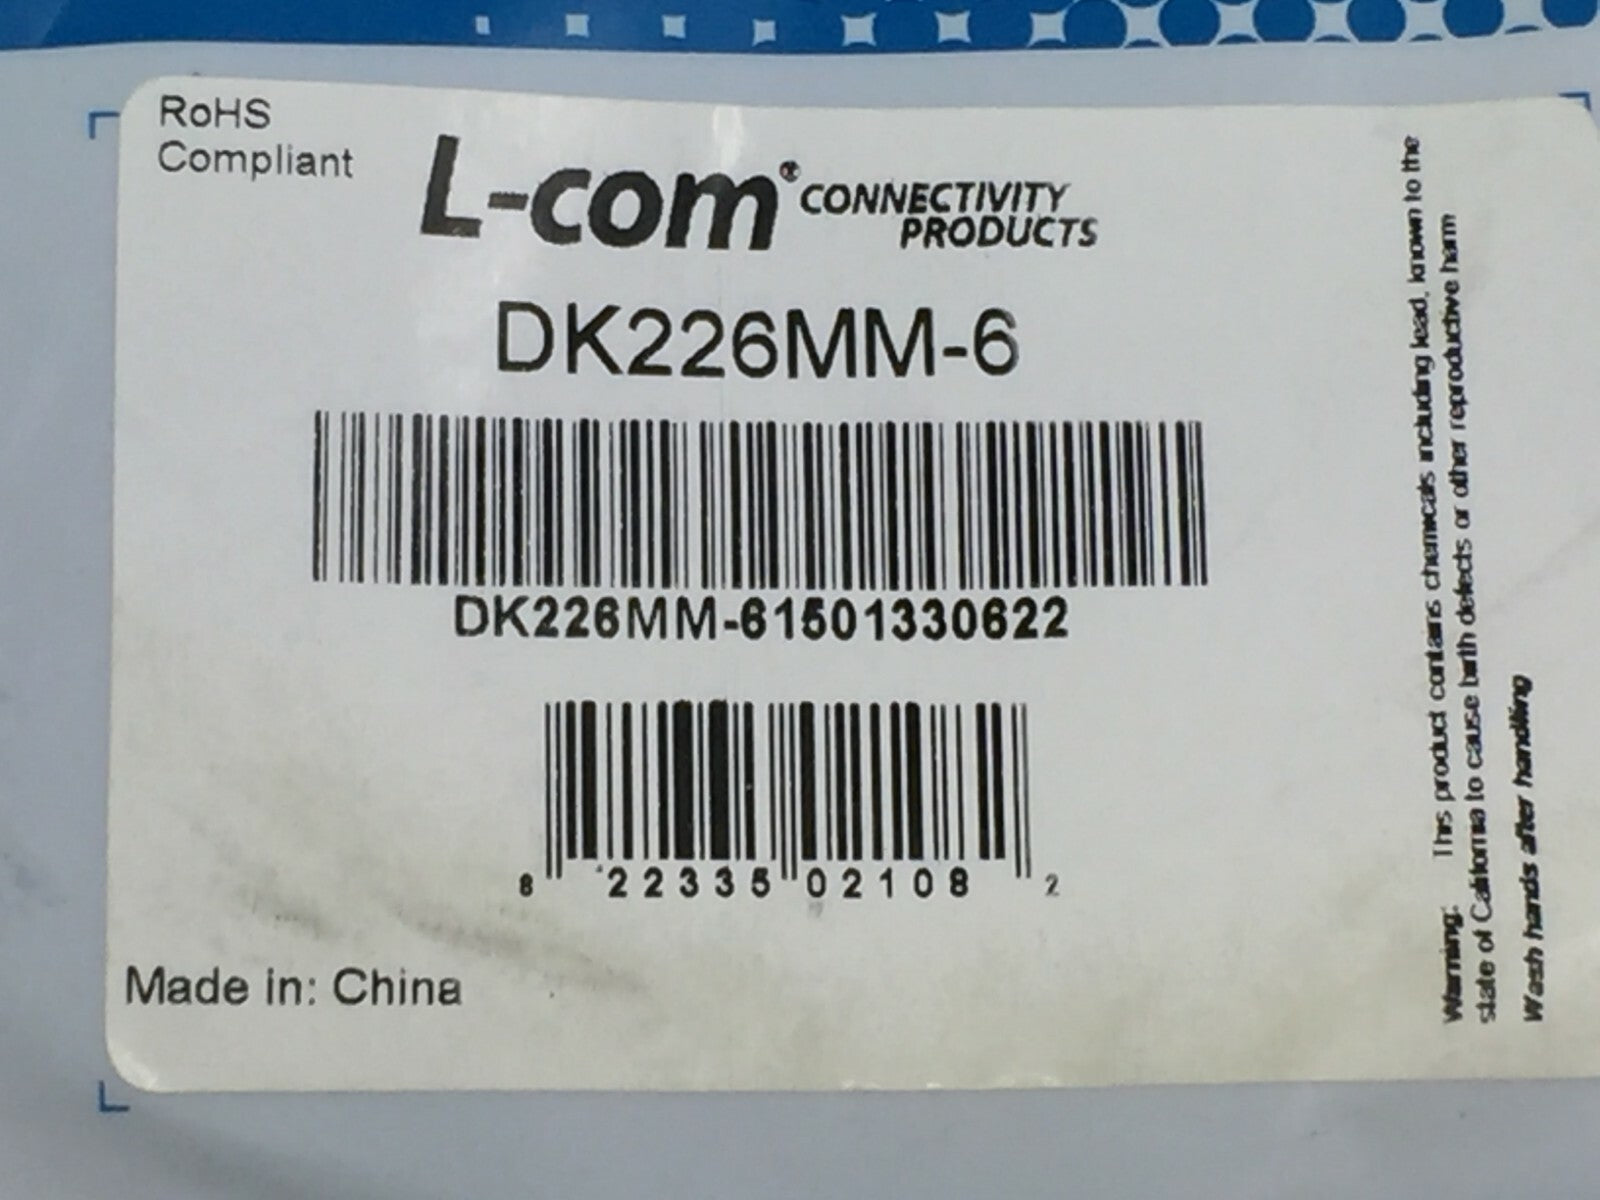 RoHS
Compliant
L-com® CONNECTIVITY
PRODUCTS
DK226MM-6
DK226MM-61501330622
8 22335 02108 2
Made in: China
Warning: This product contains chemicals including lead, known to the
state of California to cause birth defects or other reproductive harm
Wash hands after handling